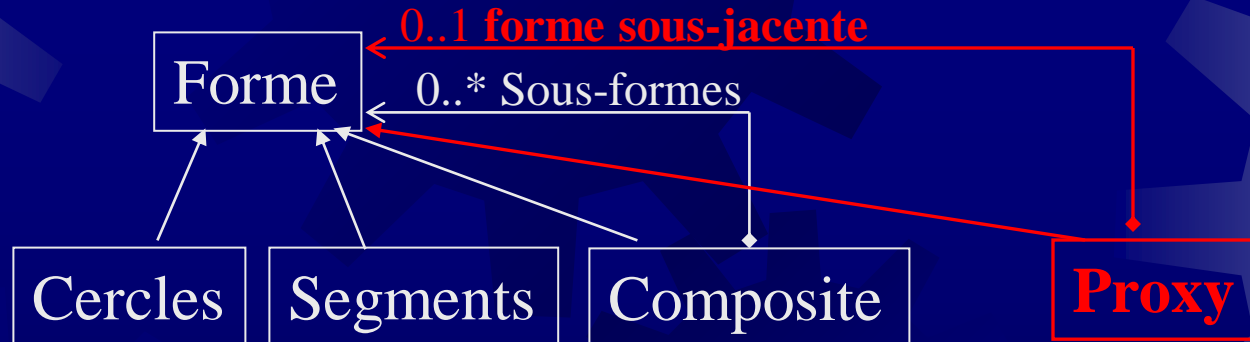 0..1 forme sous-jacente
Forme
0..* Sous-formes
Cercles
Segments
Composite
Proxy